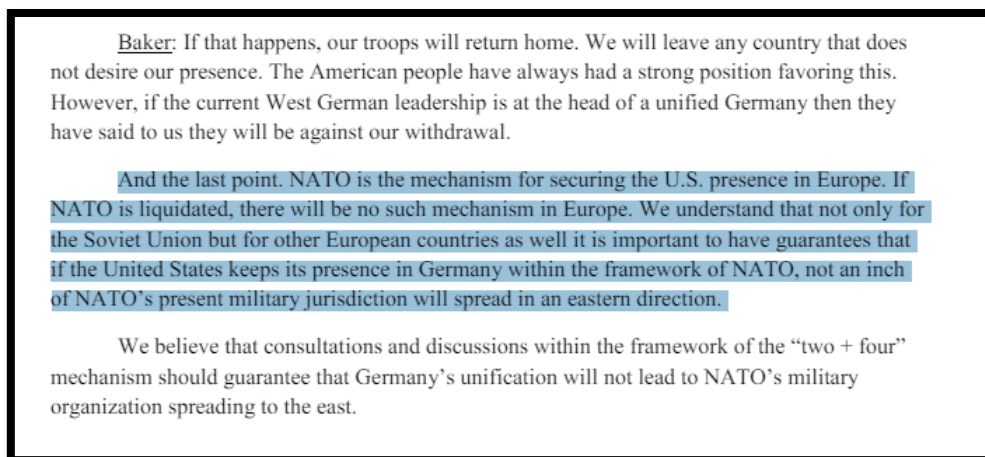 Baker: If that happens, our troops will return home. We will leave any country that does
not desire our presence. The American people have always had a strong position favoring this.
However, if the current West German leadership is at the head of a unified Germany then they
have said to us they will be against our withdrawal.
And the last point. NATO is the mechanism for securing the U.S. presence in Europe. If
NATO is liquidated, there will be no such mechanism in Europe. We understand that not only for
the Soviet Union but for other European countries as well it is important to have guarantees that
if the United States keeps its presence in Germany within the framework of NATO, not an inch
of NATO’s present military jurisdiction will spread in an eastern direction.
We believe that consultations and discussions within the framework of the “two + four”
mechanism should guarantee that Germany’s unification will not lead to NATO’s military
organization spreading to the east.